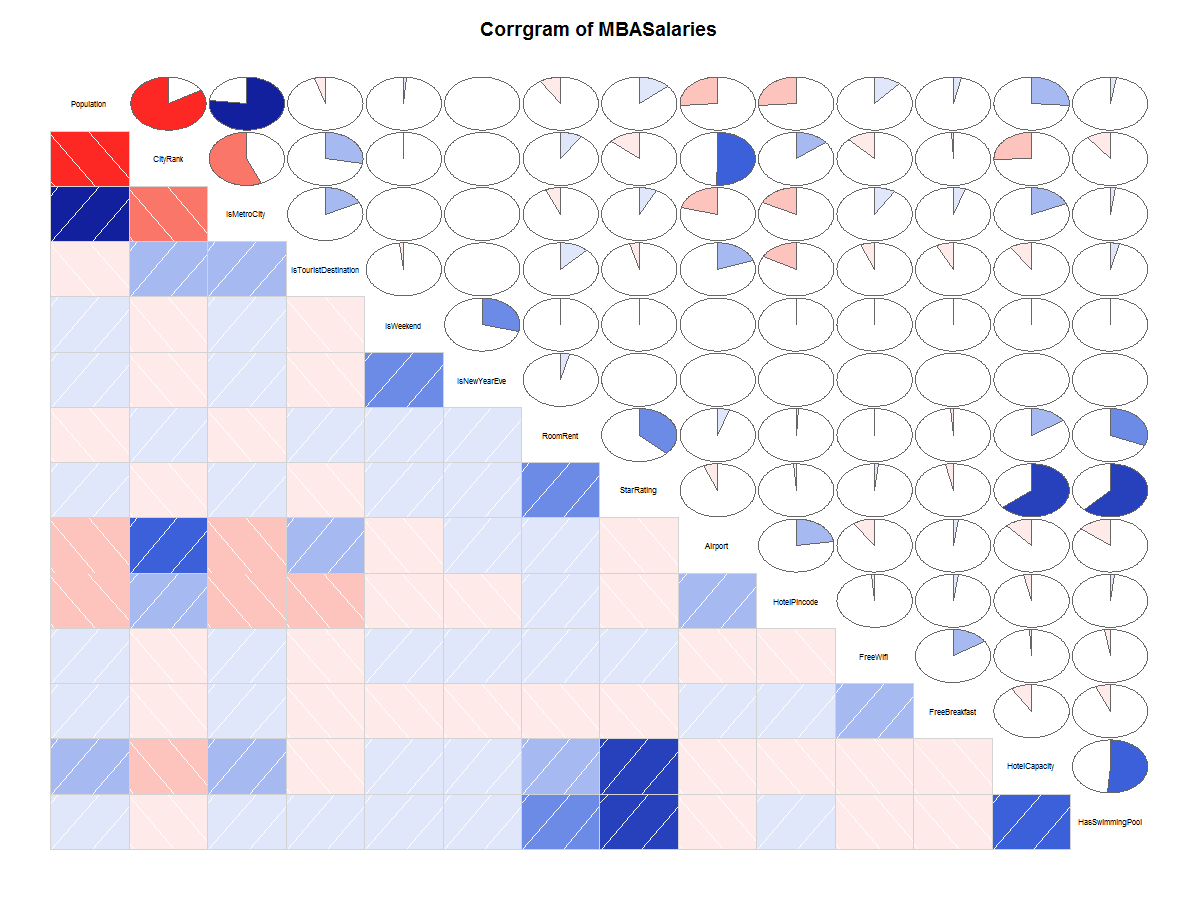 Corrgram of MBASalaries
Population
CityRank
IsMetroCity
IsTouristDestination
IsWeekend
IsNewYearEve
RoomRent
StarRating
Airport
HotelPincode
FreeWifi
FreeBreakfast
HotelCapacity
HasSwimmingPool